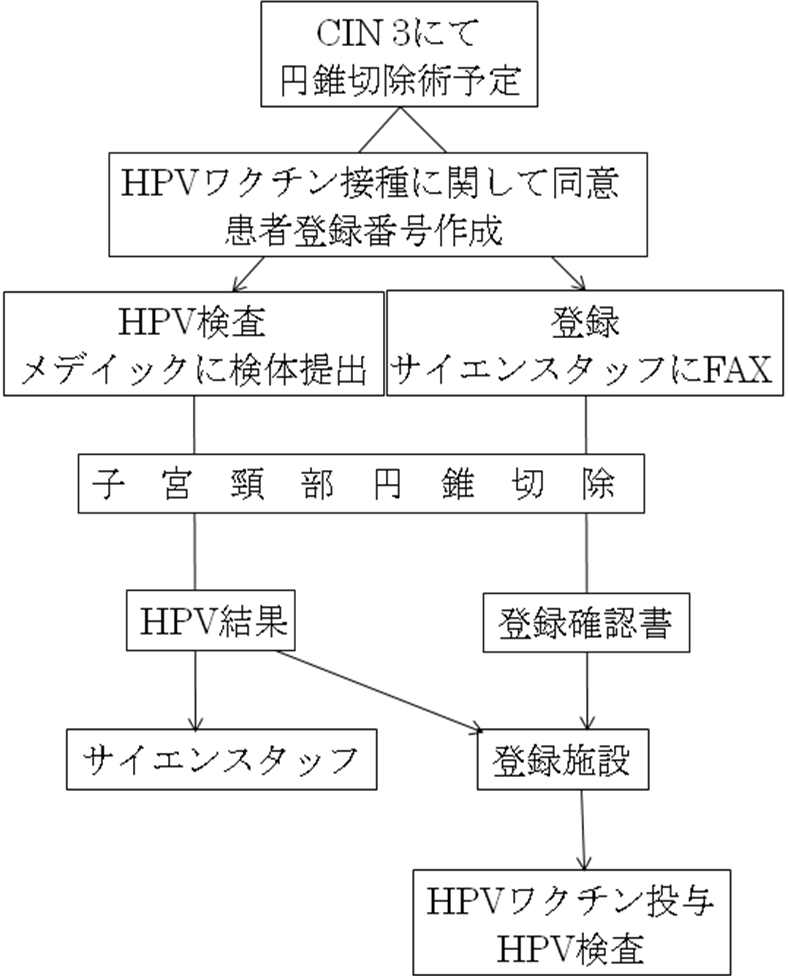 CIN 3にて
円錐切除術予定
HPVワクチン接種に関して同意
患者登録番号作成
HPV検査
メデイックに検体提出
登録
サイエンスタッフにFAX
子 宮 頸 部 円 錐 切 除
HPV結果
登録確認書
サイエンスタッフ
登録施設
HPVワクチン投与
HPV検査